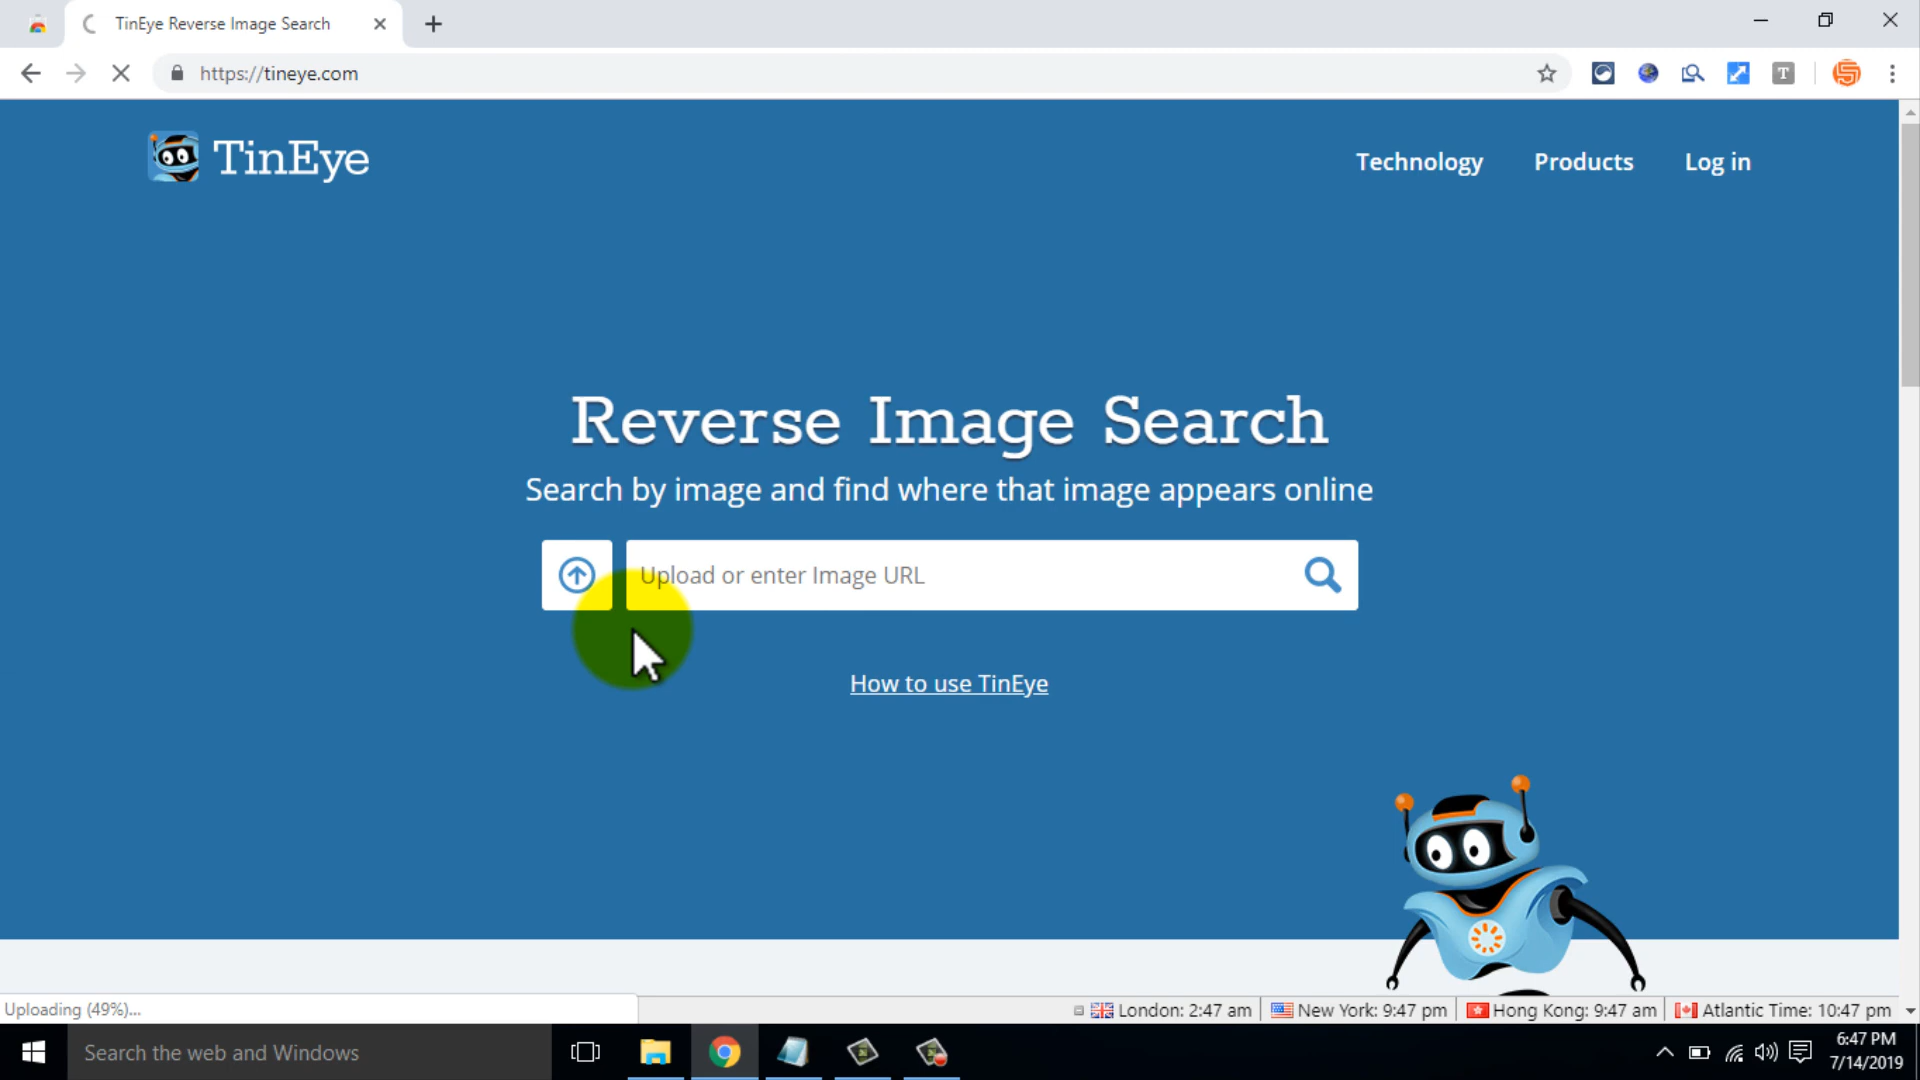 TinEye Reverse Image Search
https://tineye.com
T
TinEye
Technology Products Log in
Reverse Image Search
Search by image and find where that image appears online
Upload or enter Image URL
How to use TinEye
Uploading (49%)...
London: 2:47 am New York: 9:47 pm Hong Kong: 9:47 am Atlantic Time: 10:47 pm
Search the web and Windows
6:47 PM
7/14/2019